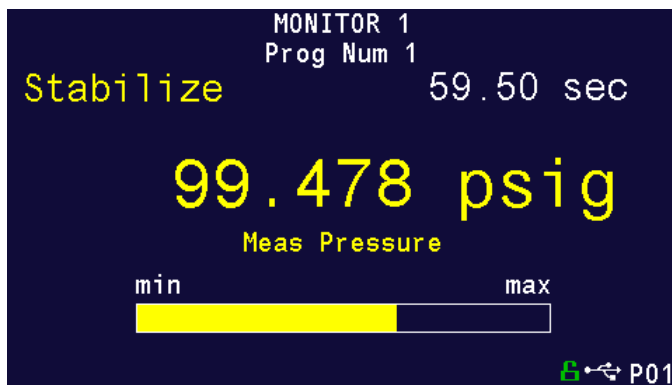 MONITOR 1
Prog Num 1
Stabilize 59.50 sec
99.478 psig
Meas Pressure
min max
P01